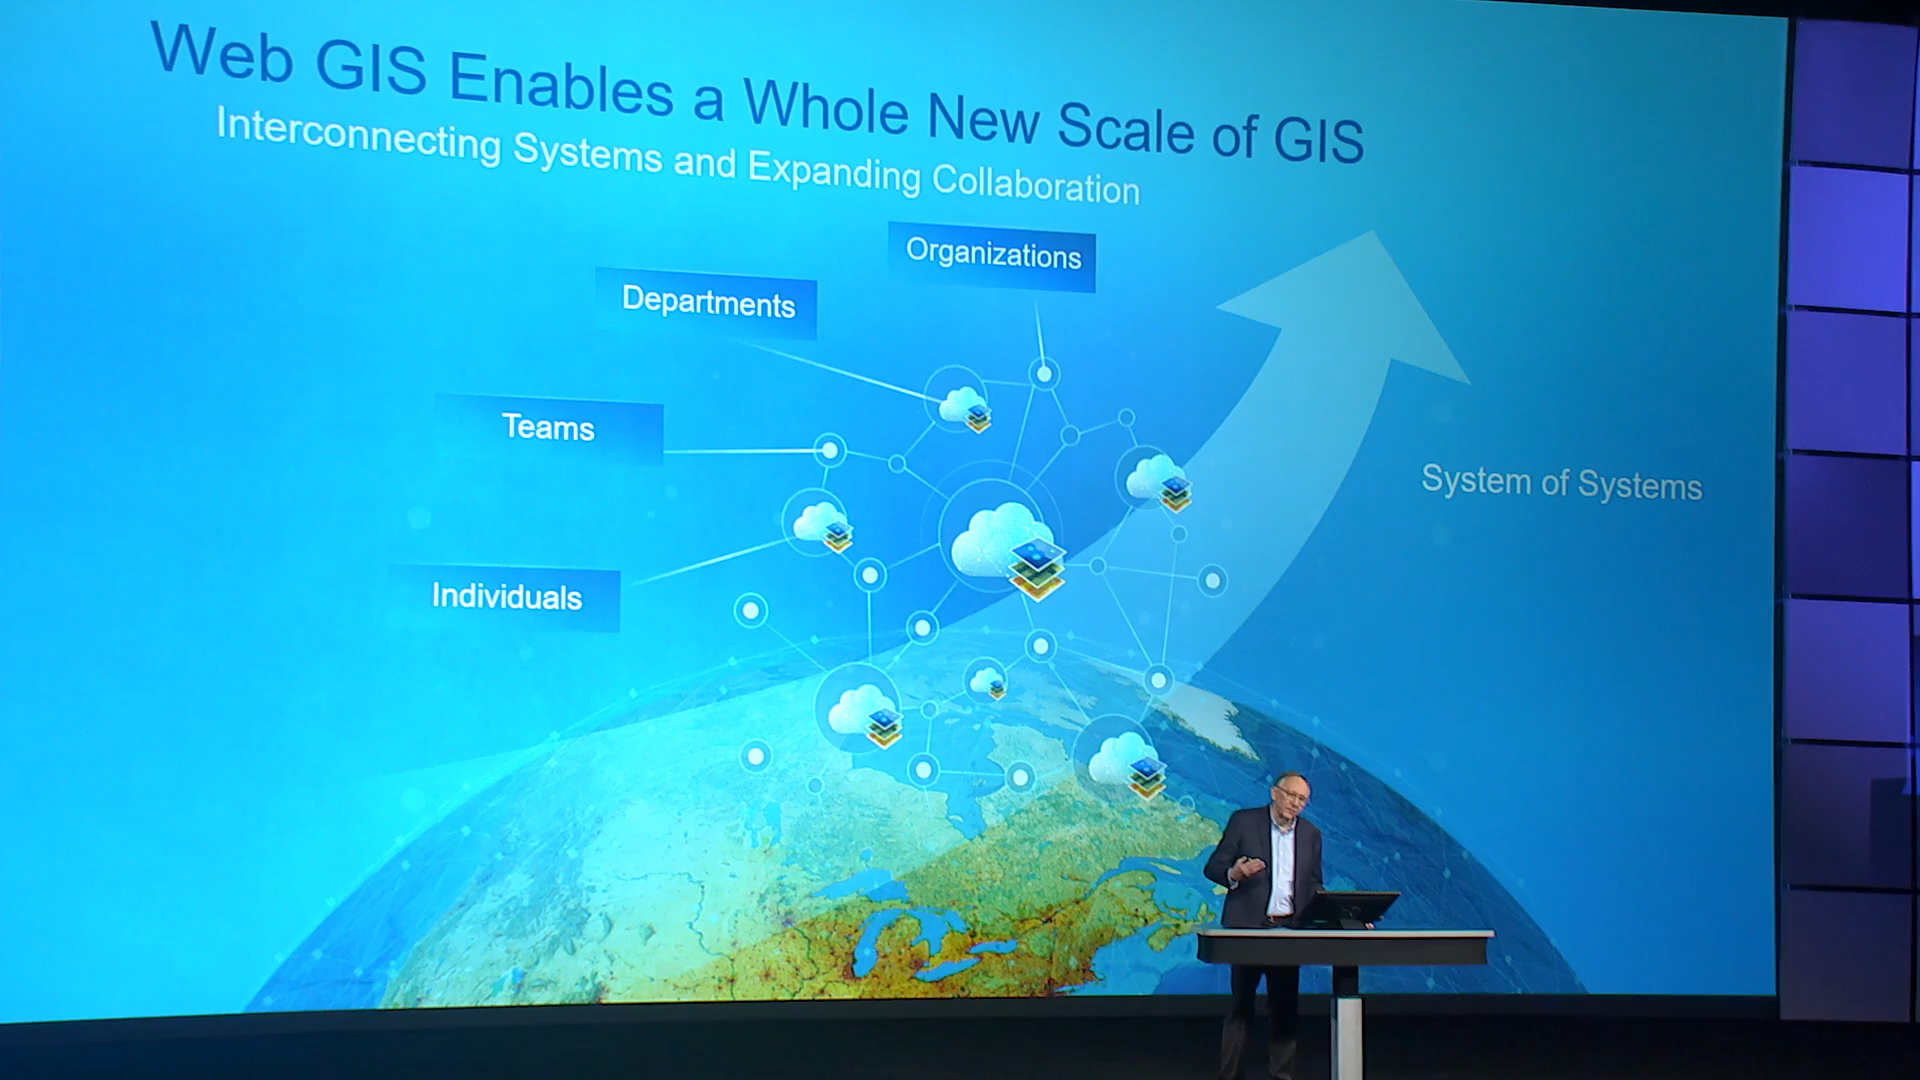 Web GIS Enables a Whole New Scale of GIS
Interconnecting Systems and Expanding Collaboration
Organizations
Departments
Teams
System of Systems
Individuals